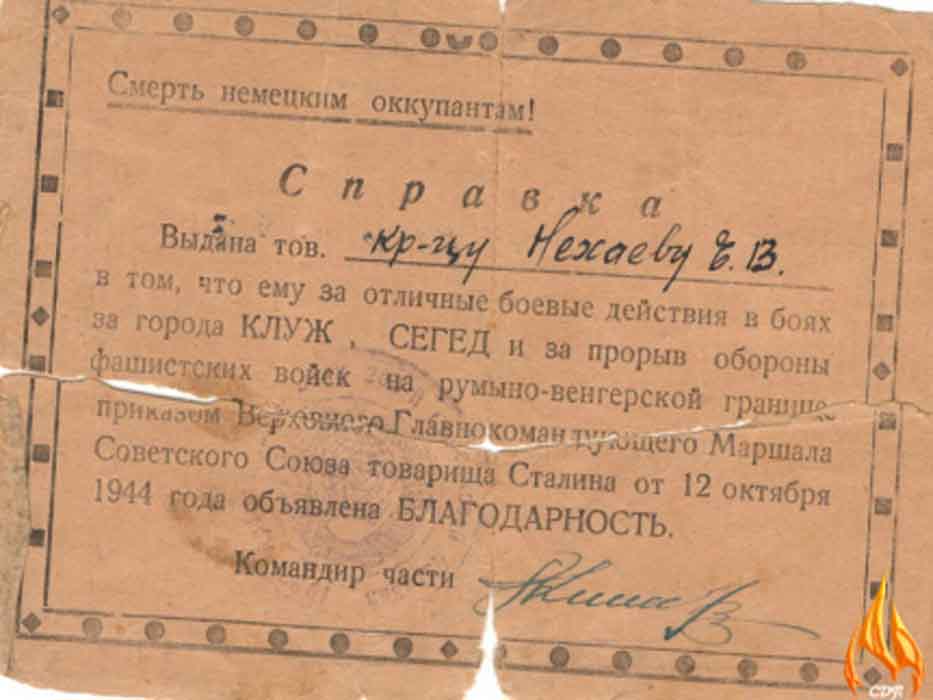 Смерть немецким оккупантам!
Справка
Выдана тов. кр-цу Нехаеву Е.В.
в том, что ему за отличные боевые действия в боях
за города КЛУЖ, СЕГЕД и за прорыв обороны
фашистских войск на румыно-венгерской границе,
приказом Верховного Главнокомандующего Маршала
Советского Союза товарища Сталина от 12 октября
1944 года объявлена БЛАГОДАРНОСТЬ.
Командир части
CDR